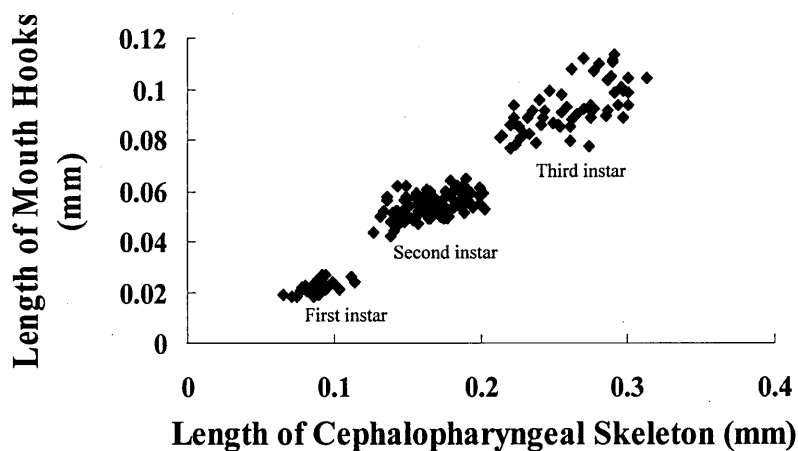 Length of Mouth Hooks
(mm)
0.12
0.1
0.08
0.06
0.04
0.02
0
Third instar
Second instar
First instar
0
0.1
0.2
0.3
0.4
Length of Cephalopharyngeal Skeleton (mm)